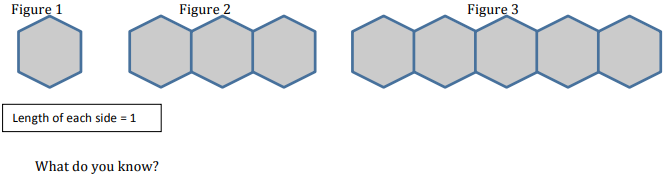 Figure 1 Figure 2 Figure 3
Length of each side = 1
What do you know?